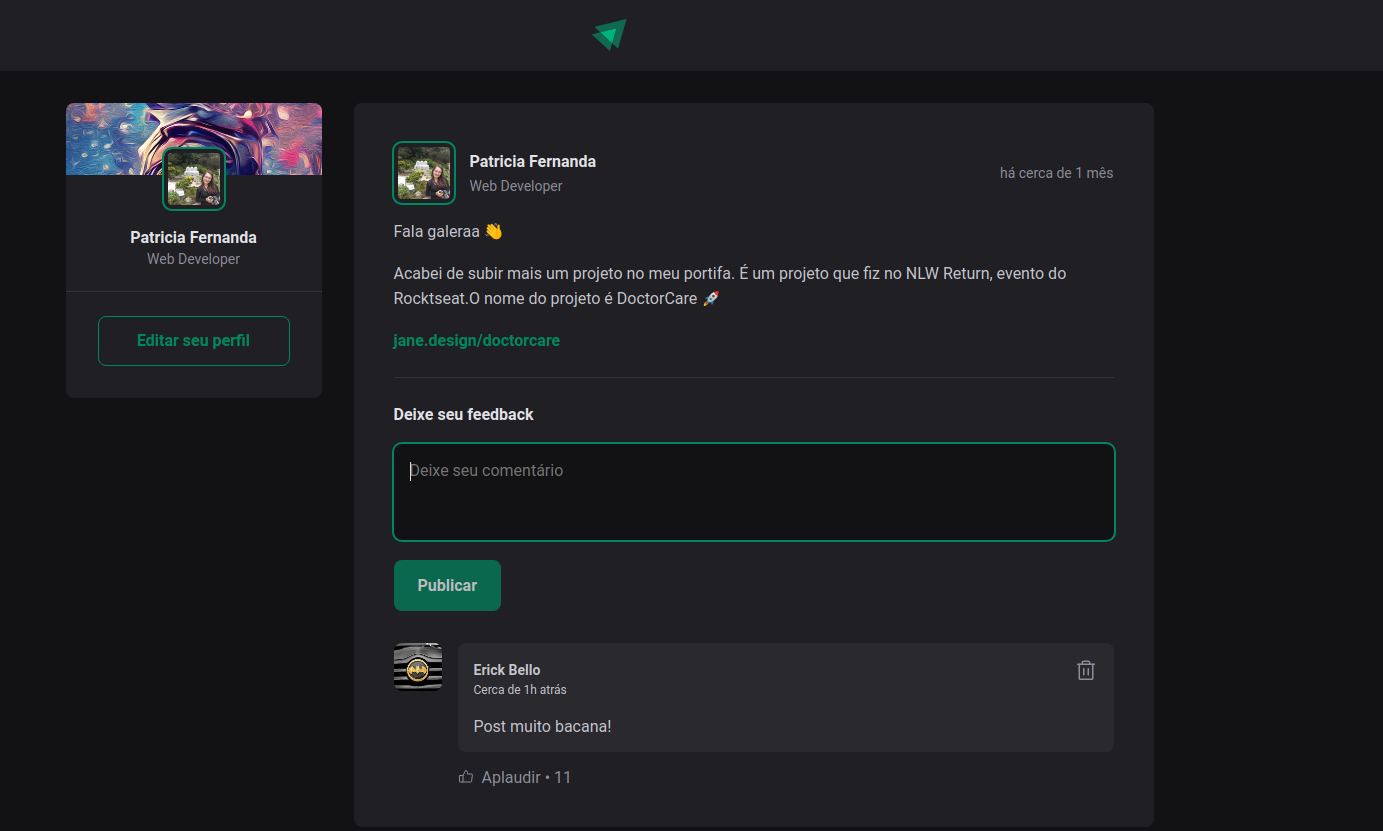 Patricia Fernanda
Web Developer
Editar seu perfil
Patricia Fernanda
Web Developer
há cerca de 1 mês
Fala galeraa 👋
Acabei de subir mais um projeto no meu portifa. É um projeto que fiz no NLW Return, evento do
Rocktseat.O nome do projeto é DoctorCare 🚀
jane.design/doctorcare
Deixe seu feedback
Deixe seu comentário
Publicar
Erick Bello
Cerca de 1h atrás
Post muito bacana!
Aplaudir • 11